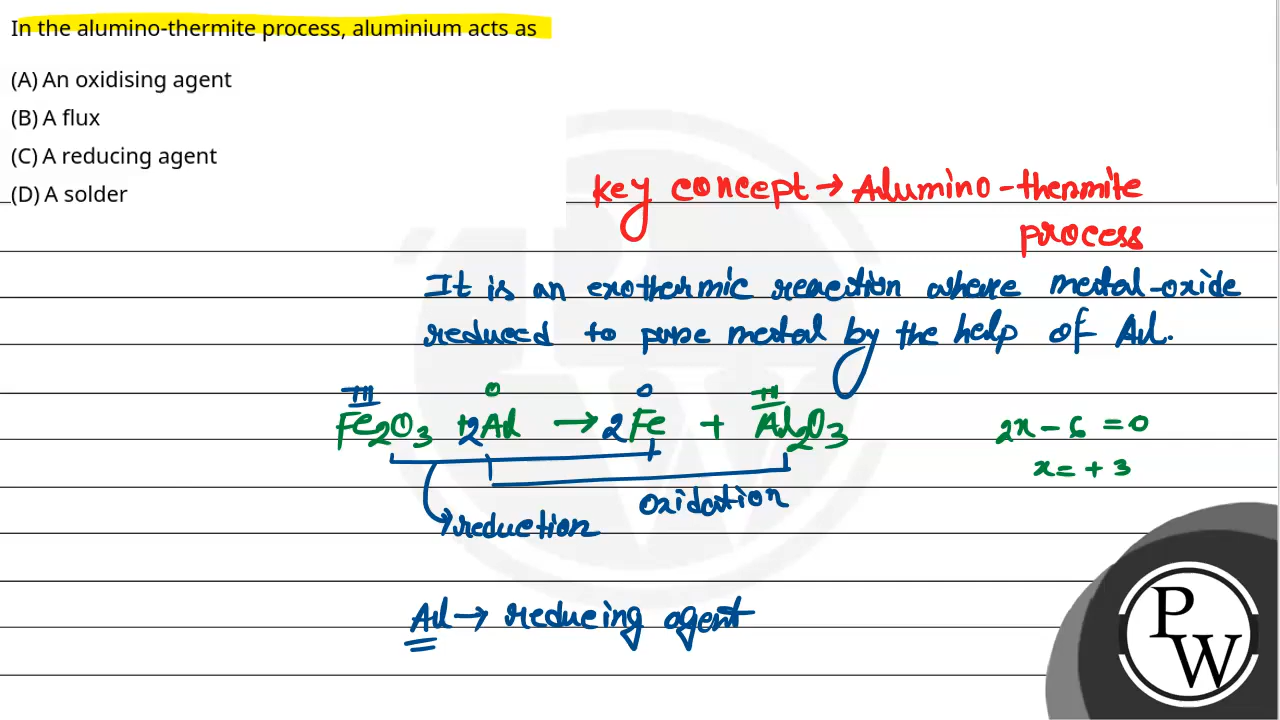 In the alumino-thermite process, aluminium acts as
(A) An oxidising agent
(B) A flux
(C) A reducing agent
(D) A solder
Key concept → Alumino-thermite
process
It is an exothermic reaction where metal-oxide
reduced to pure metal by the help of Al.
III 0 0 III
Fe2O3 + 2Al → 2Fe + Al2O3
2x - 6 = 0
x = + 3
oxidation
reduction
Al → reducing agent
P
W